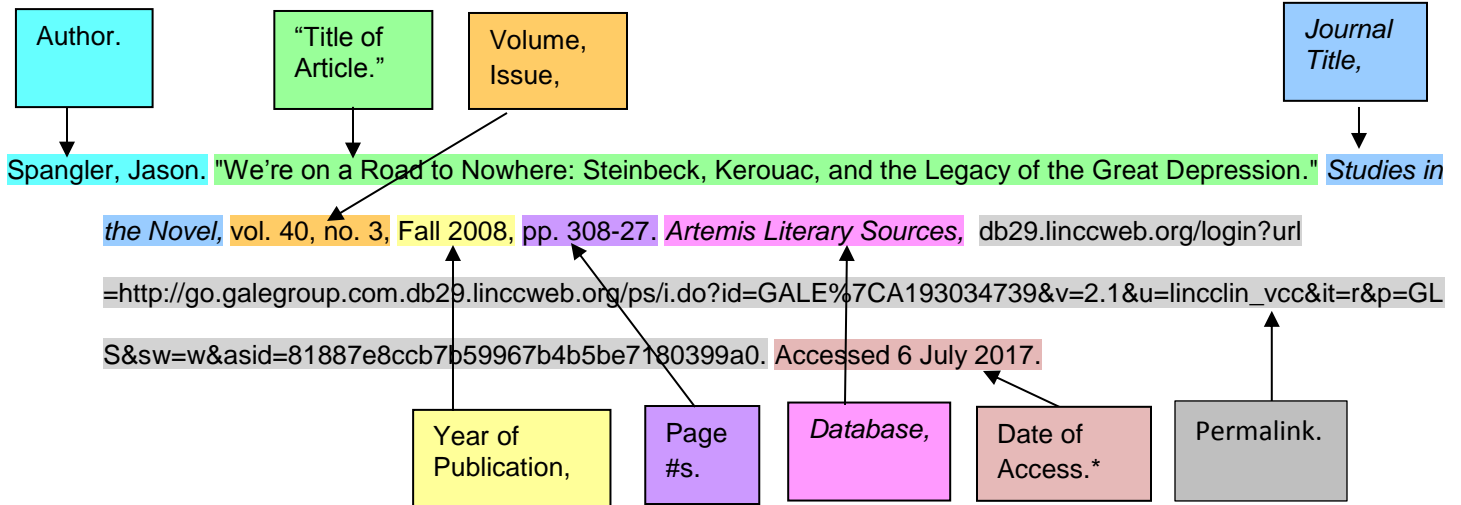 Author.
“Title of
Article.”
Volume,
Issue,
Journal
Title,
Spangler, Jason. "We’re on a Road to Nowhere: Steinbeck, Kerouac, and the Legacy of the Great Depression." Studies in
the Novel, vol. 40, no. 3, Fall 2008, pp. 308-27. Artemis Literary Sources, db29.linccweb.org/login?url
=http://go.galegroup.com.db29.linccweb.org/ps/i.do?id=GALE%7CA193034739&v=2.1&u=lincclin_vcc&it=r&p=GL
S&sw=w&asid=81887e8ccb7b59967b4b5be7180399a0. Accessed 6 July 2017.
Year of
Publication,
Page
#s.
Database,
Date of
Access.*
Permalink.